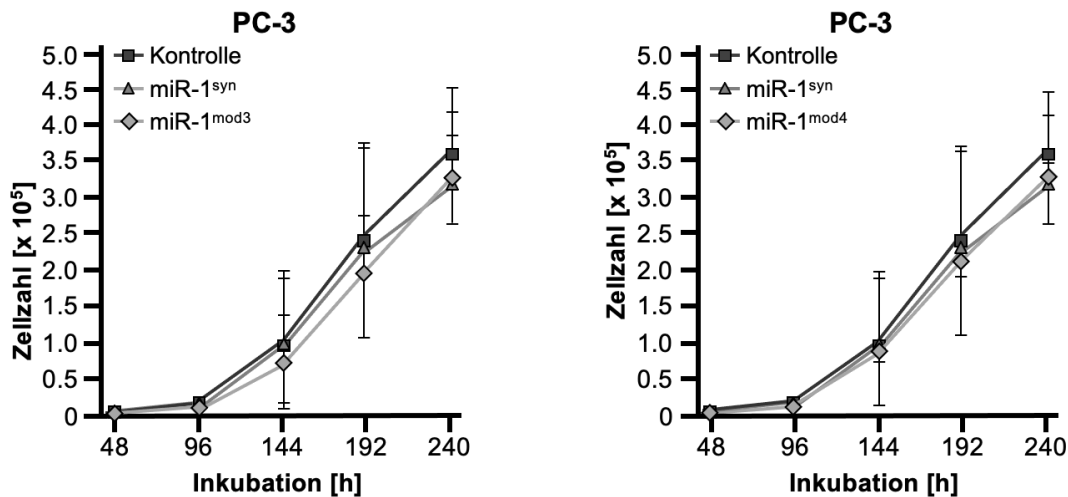 PC-3
5.0
4.5
4.0
3.5
3.0
2.5
2.0
1.5
1.0
0.5
0
Zellzahl [x 10⁵]
Kontrolle
miR-1ˢʸⁿ
miR-1ᵐᵒᵈ³
48 96 144 192 240
Inkubation [h]
PC-3
5.0
4.5
4.0
3.5
3.0
2.5
2.0
1.5
1.0
0.5
0
Zellzahl [x 10⁵]
Kontrolle
miR-1ˢʸⁿ
miR-1ᵐᵒᵈ⁴
48 96 144 192 240
Inkubation [h]